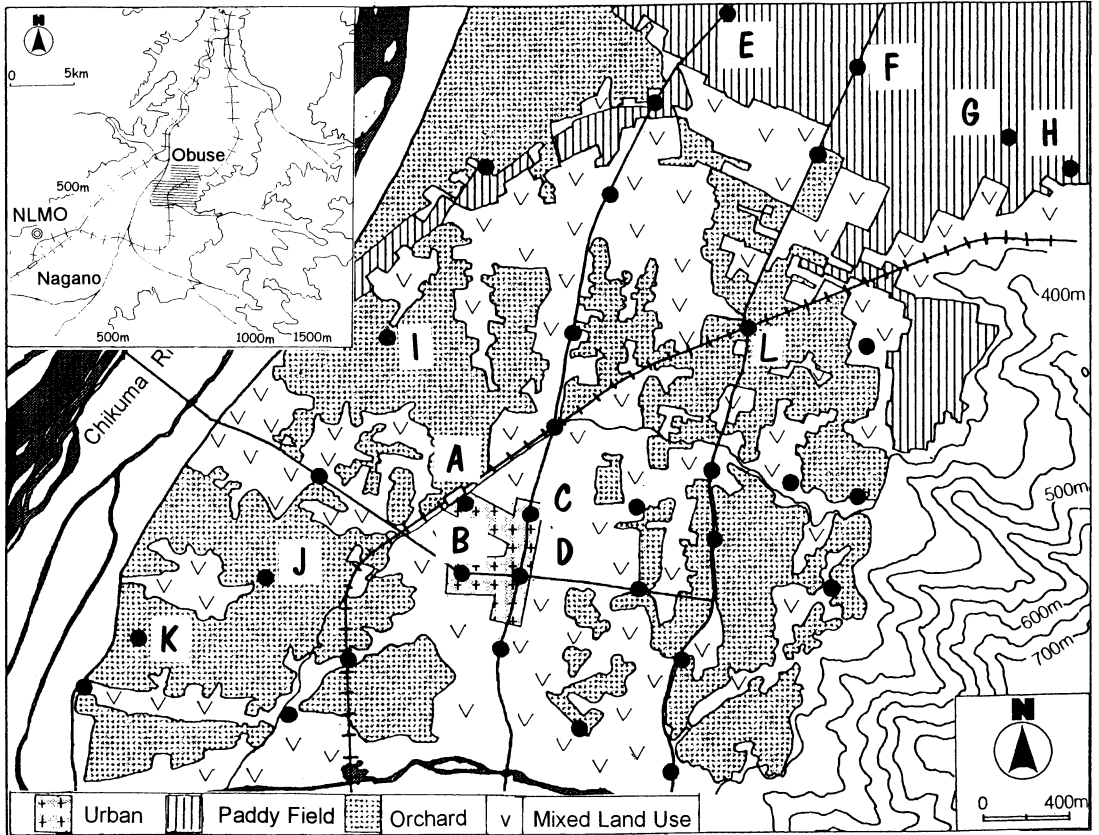 N
0 5km
Obuse
500m
NLMO
Nagano
500m 1000m 1500m
E
F
G
H
400m
I
L
Chikuma Ri
A
C
B
D
500m
J
600m
K
700m
N
0 400m
Urban Paddy Field Orchard v Mixed Land Use